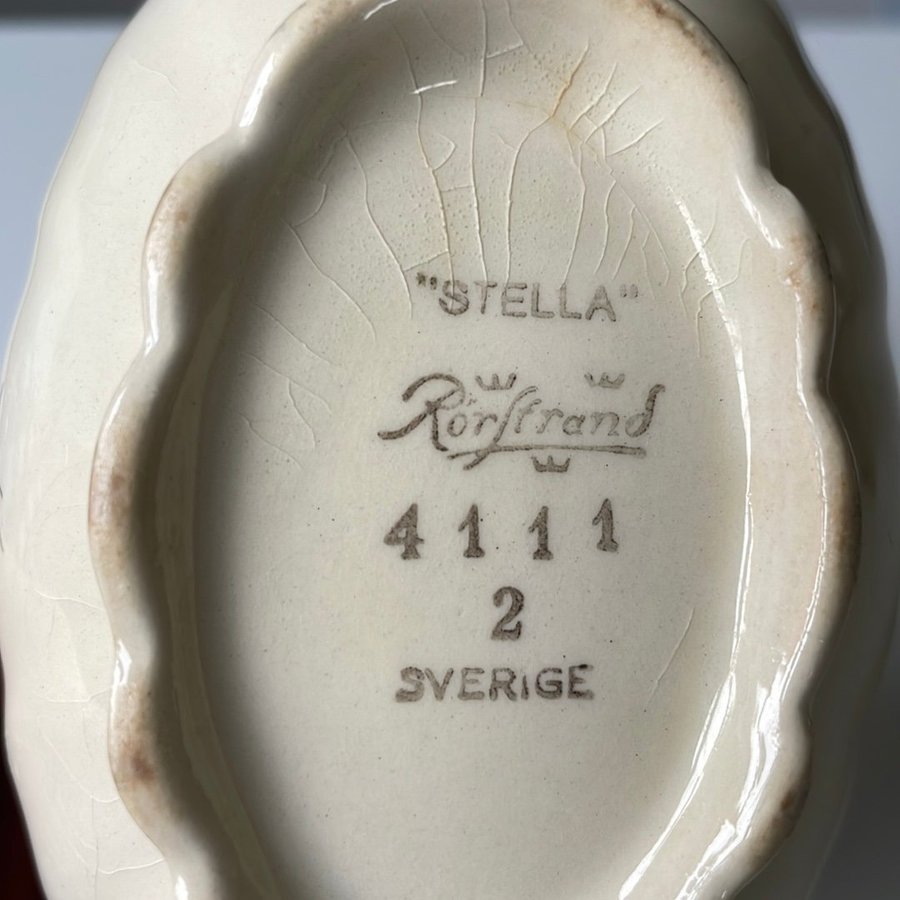 "STELLA"
Rörstrand
4111
2
SVERIGE